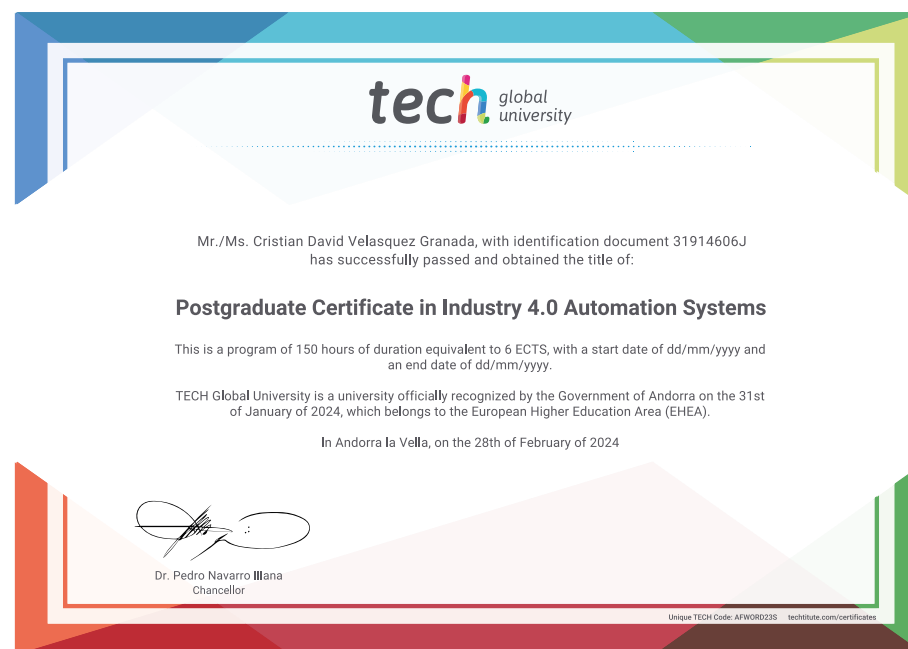 tech global
university
Mr./Ms. Cristian David Velasquez Granada, with identification document 31914606J
has successfully passed and obtained the title of:
Postgraduate Certificate in Industry 4.0 Automation Systems
This is a program of 150 hours of duration equivalent to 6 ECTS, with a start date of dd/mm/yyyy and
an end date of dd/mm/yyyy.
TECH Global University is a university officially recognized by the Government of Andorra on the 31st
of January of 2024, which belongs to the European Higher Education Area (EHEA).
In Andorra la Vella, on the 28th of February of 2024
Dr. Pedro Navarro Illana
Chancellor
Unique TECH Code: AFWORD23S techtitute.com/certificates